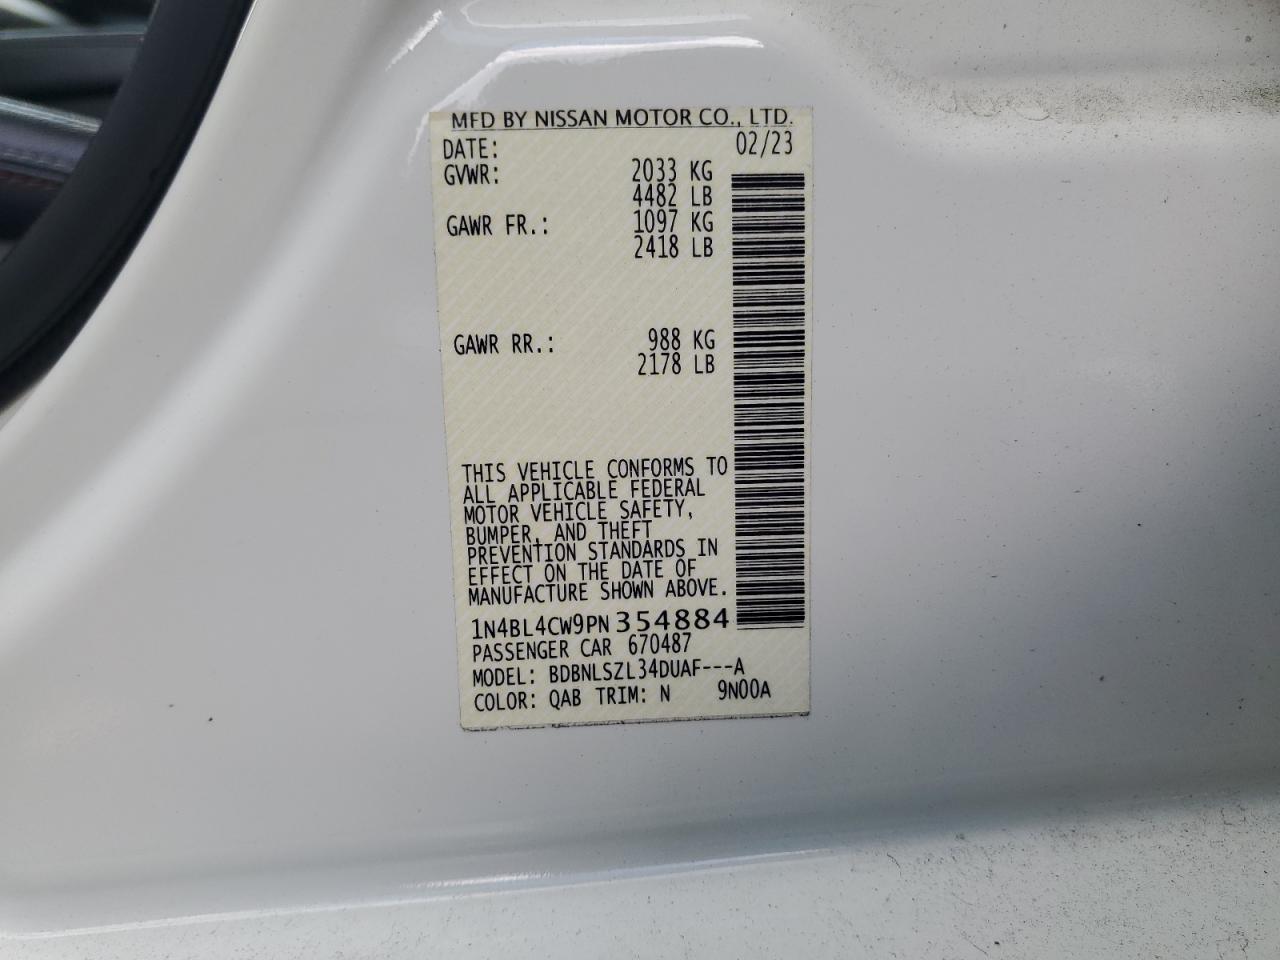 MFD BY NISSAN MOTOR CO., LTD.
DATE: 02/23
GVWR: 2033 KG
4482 LB
GAWR FR.: 1097 KG
2418 LB
GAWR RR.: 988 KG
2178 LB
THIS VEHICLE CONFORMS TO
ALL APPLICABLE FEDERAL
MOTOR VEHICLE SAFETY,
BUMPER, AND THEFT
PREVENTION STANDARDS IN
EFFECT ON THE DATE OF
MANUFACTURE SHOWN ABOVE.
1N4BL4CW9PN354884
PASSENGER CAR 670487
MODEL: BDBNLSZL34DUAF---A
COLOR: QAB TRIM: N 9N00A